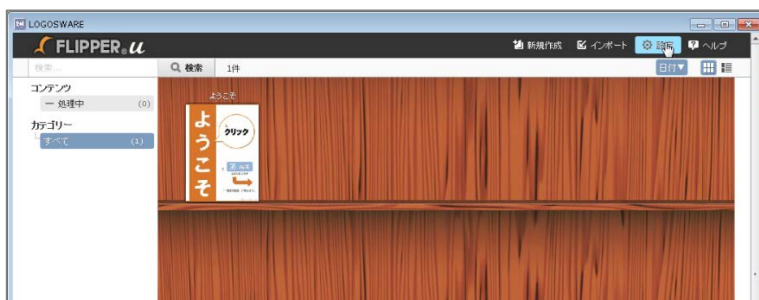 LOGOSWARE
FLIPPER u
新規作成 インポート 設定 ヘルプ
検索... 検索 1件 日付▼
コンテンツ
処理中 (0)
カテゴリー
すべて (1)
ようこそ
ようこそ
クリック